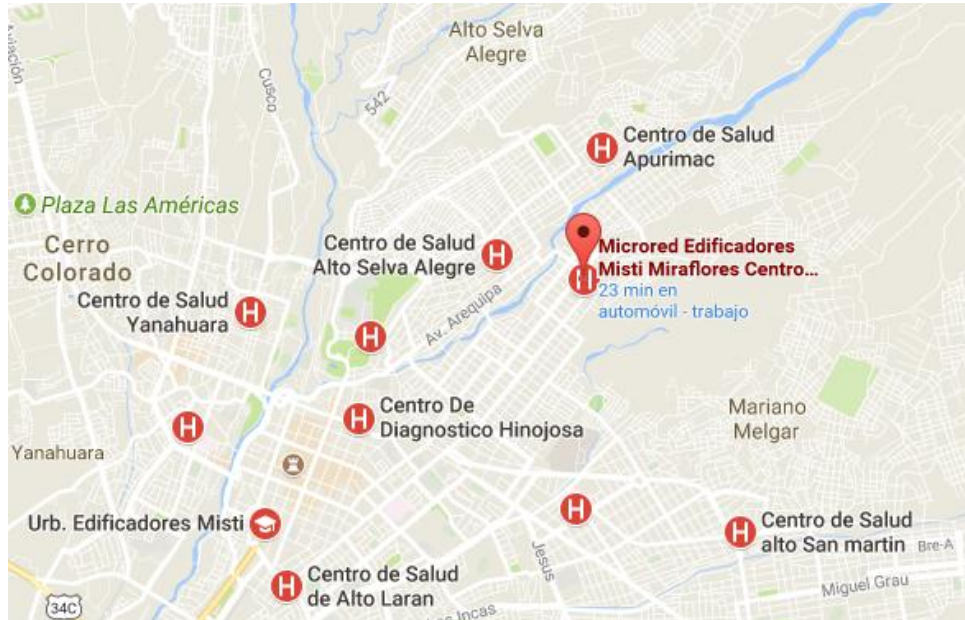 Alto Selva
Alegre
Aviación
Cusco
542
Centro de Salud
Apurimac
Plaza Las Américas
Cerro
Colorado
Centro de Salud
Alto Selva Alegre
Microred Edificadores
Misti Miraflores Centro...
23 min en
automóvil - trabajo
Centro de Salud
Yanahuara
Av. Arequipa
Centro De
Diagnostico Hinojosa
Mariano
Melgar
Yanahuara
Urb. Edificadores Misti
Centro de Salud
alto San martin
Bre-A
Jesus
Centro de Salud
de Alto Laran
Miguel Grau
34C
Incas